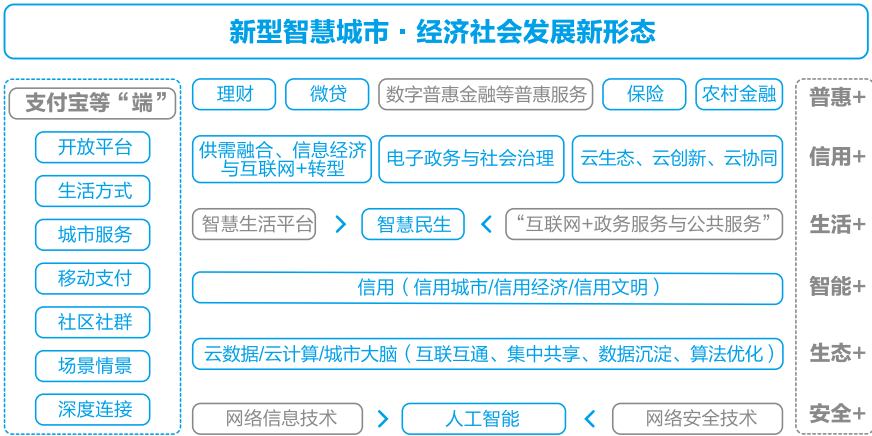 新型智慧城市·经济社会发展新形态
支付宝等“端”
开放平台
生活方式
城市服务
移动支付
社区社群
场景情景
深度连接
理财
微贷
数字普惠金融等普惠服务
保险
农村金融
供需融合、信息经济
与互联网+转型
电子政务与社会治理
云生态、云创新、云协同
智慧生活平台
智慧民生
“互联网+政务服务与公共服务”
信用（信用城市/信用经济/信用文明）
云数据/云计算/城市大脑（互联互通、集中共享、数据沉淀、算法优化）
网络信息技术
人工智能
网络安全技术
普惠+
信用+
生活+
智能+
生态+
安全+